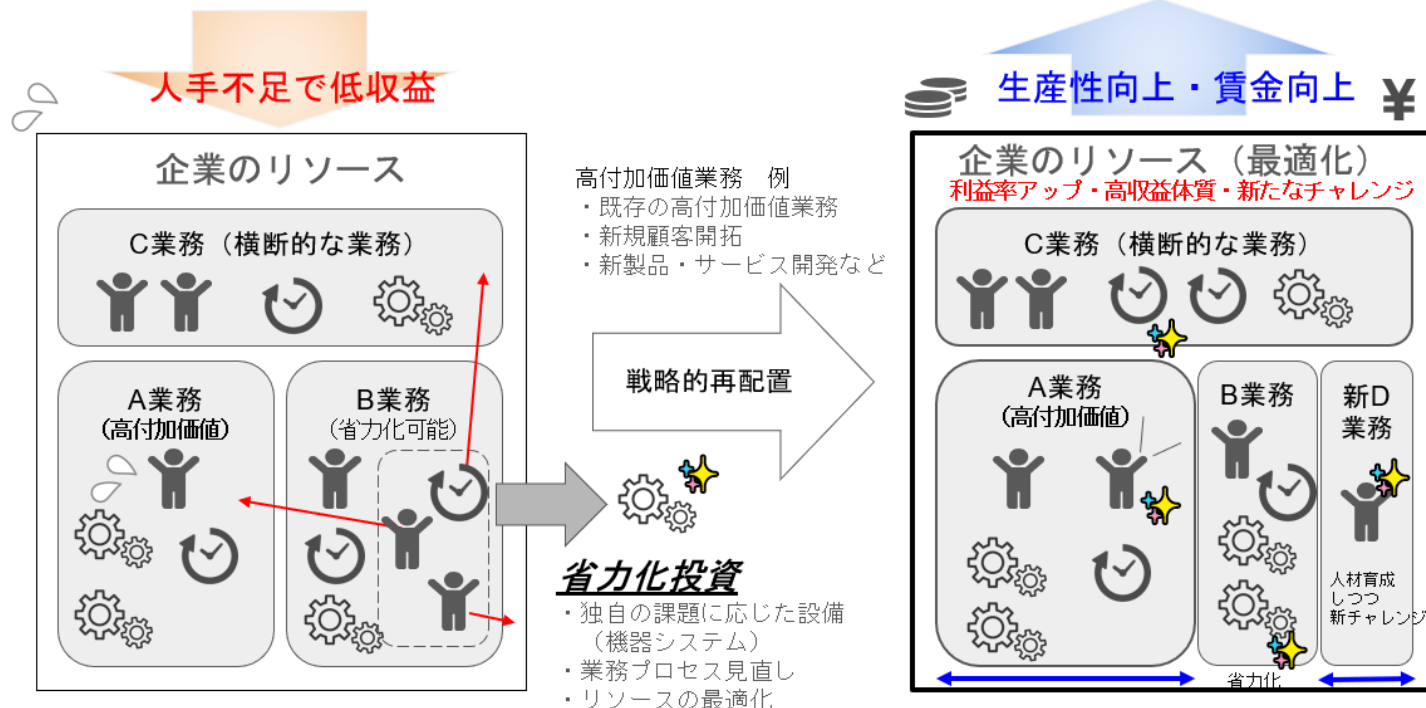 人手不足で低収益
企業のリソース
C業務（横断的な業務）
A業務
(高付加価値)
B業務
(省力化可能)
高付加価値業務　例
・既存の高付加価値業務
・新規顧客開拓
・新製品・サービス開発など
戦略的再配置
省力化投資
・独自の課題に応じた設備
（機器システム）
・業務プロセス見直し
・リソースの最適化
生産性向上・賃金向上
¥
企業のリソース（最適化）
利益率アップ・高収益体質・新たなチャレンジ
C業務（横断的な業務）
A業務
(高付加価値)
B業務
新D
業務
人材育成
しつつ
新チャレンジ
省力化